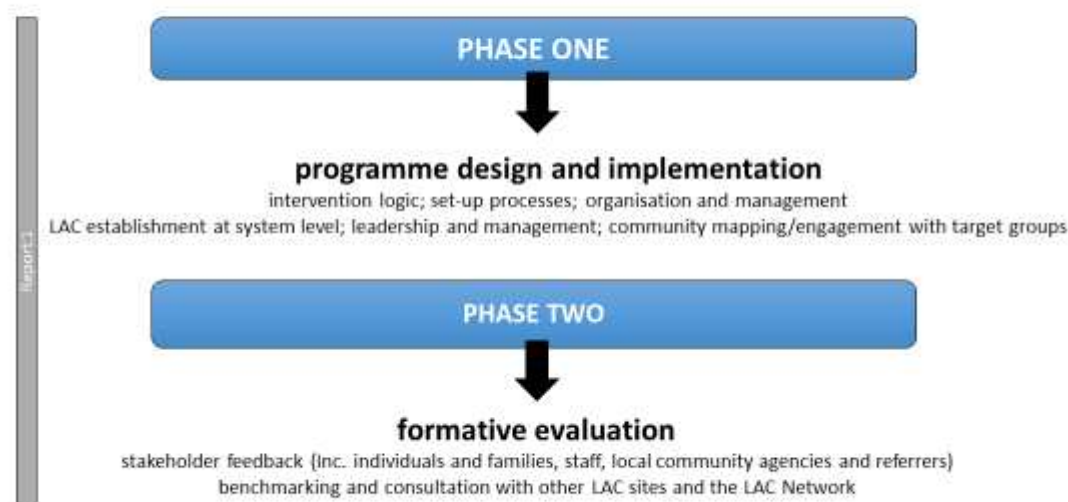 PHASE ONE
programme design and implementation
intervention logic; set-up processes; organisation and management
LAC establishment at system level; leadership and management; community mapping/engagement with target groups
Report 1
PHASE TWO
formative evaluation
stakeholder feedback (Inc. individuals and families, staff, local community agencies and referrers)
benchmarking and consultation with other LAC sites and the LAC Network